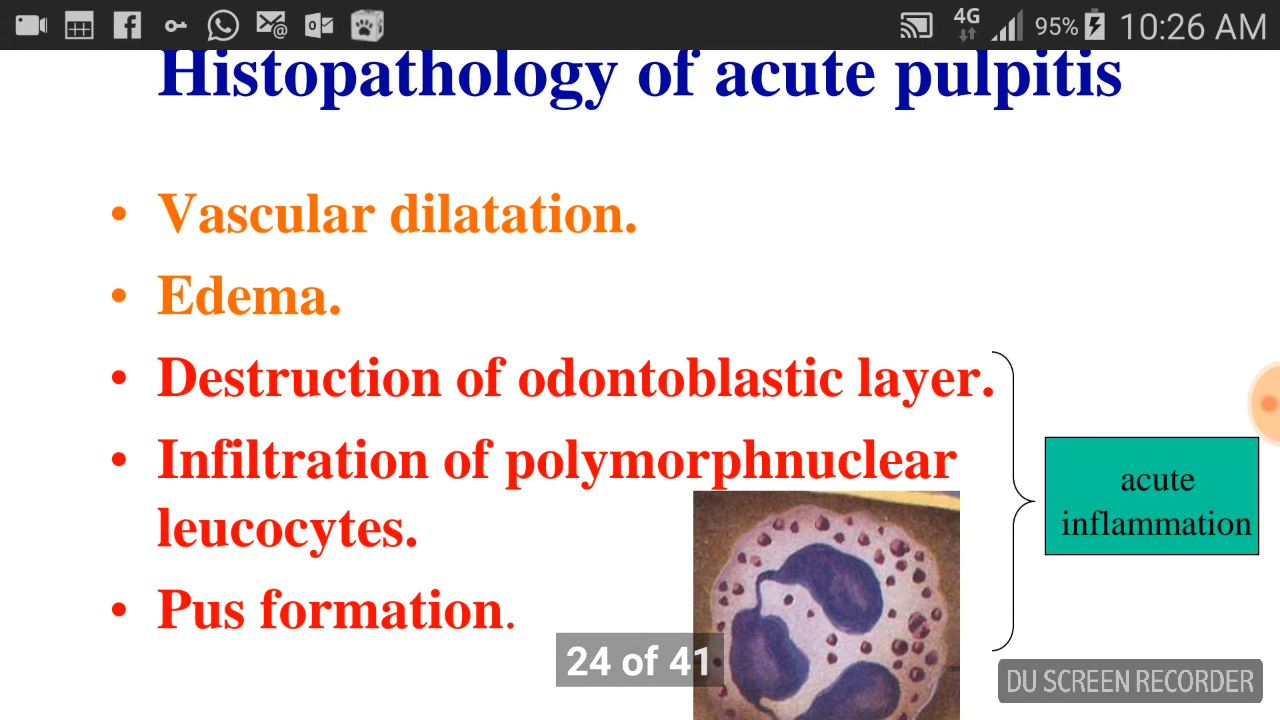 4G 95% 10:26 AM
Histopathology of acute pulpitis
• Vascular dilatation.
• Edema.
• Destruction of odontoblastic layer.
• Infiltration of polymorphnuclear
leucocytes.
• Pus formation.
acute
inflammation
24 of 41
DU SCREEN RECORDER